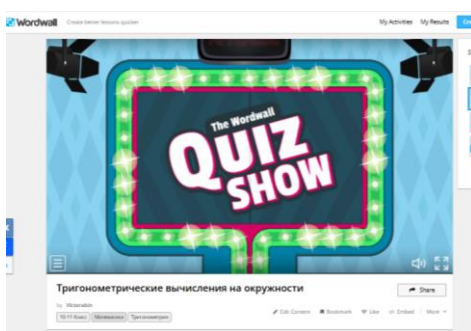 Wordwall Create better lessons quicker My Activities My Results
The Wordwall
QUIZ
SHOW
Тригонометрические вычисления на окружности
Share
by Victorabin
10-11 Класс Математика Тригонометрия
Edit Content Bookmark Like Embed More